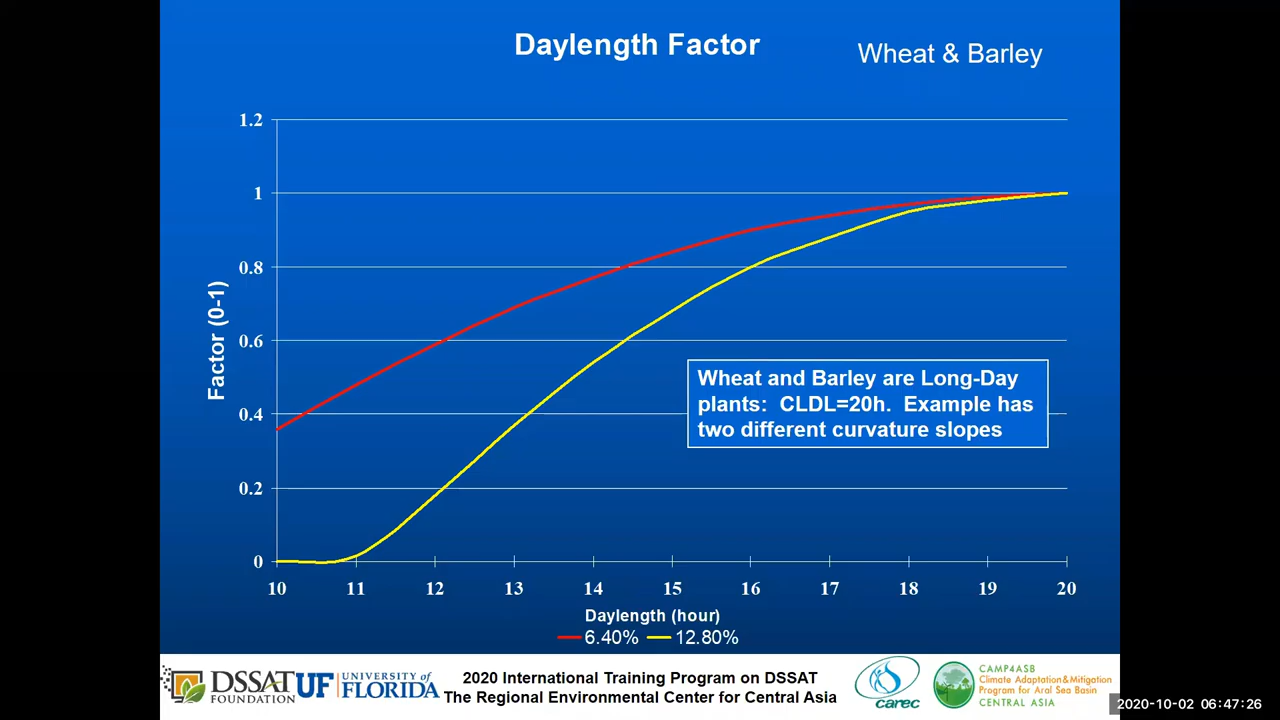 Daylength Factor
Wheat & Barley
1.2
1
0.8
0.6
0.4
0.2
0
Factor (0-1)
Wheat and Barley are Long-Day
plants: CLDL=20h. Example has
two different curvature slopes
10 11 12 13 14 15 16 17 18 19 20
Daylength (hour)
6.40% 12.80%
DSSAT
FOUNDATION
UF UNIVERSITY of
FLORIDA
2020 International Training Program on DSSAT
The Regional Environmental Center for Central Asia
carec
CAMP4ASB
Climate Adaptation & Mitigation
Program for Aral Sea Basin
CENTRAL ASIA
2020-10-02 06:47:26